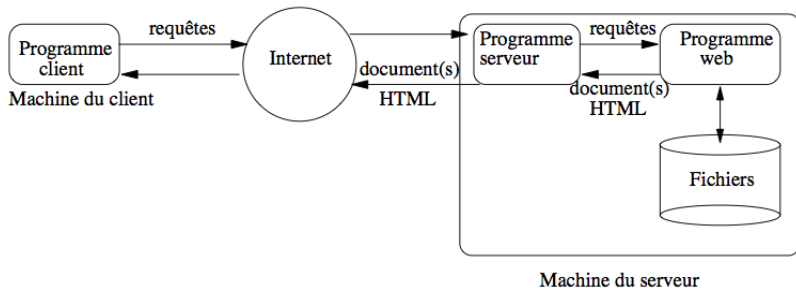 requêtes
Programme
client
Machine du client
Internet
document(s)
HTML
Programme
serveur
requêtes
Programme
web
document(s)
HTML
Fichiers
Machine du serveur